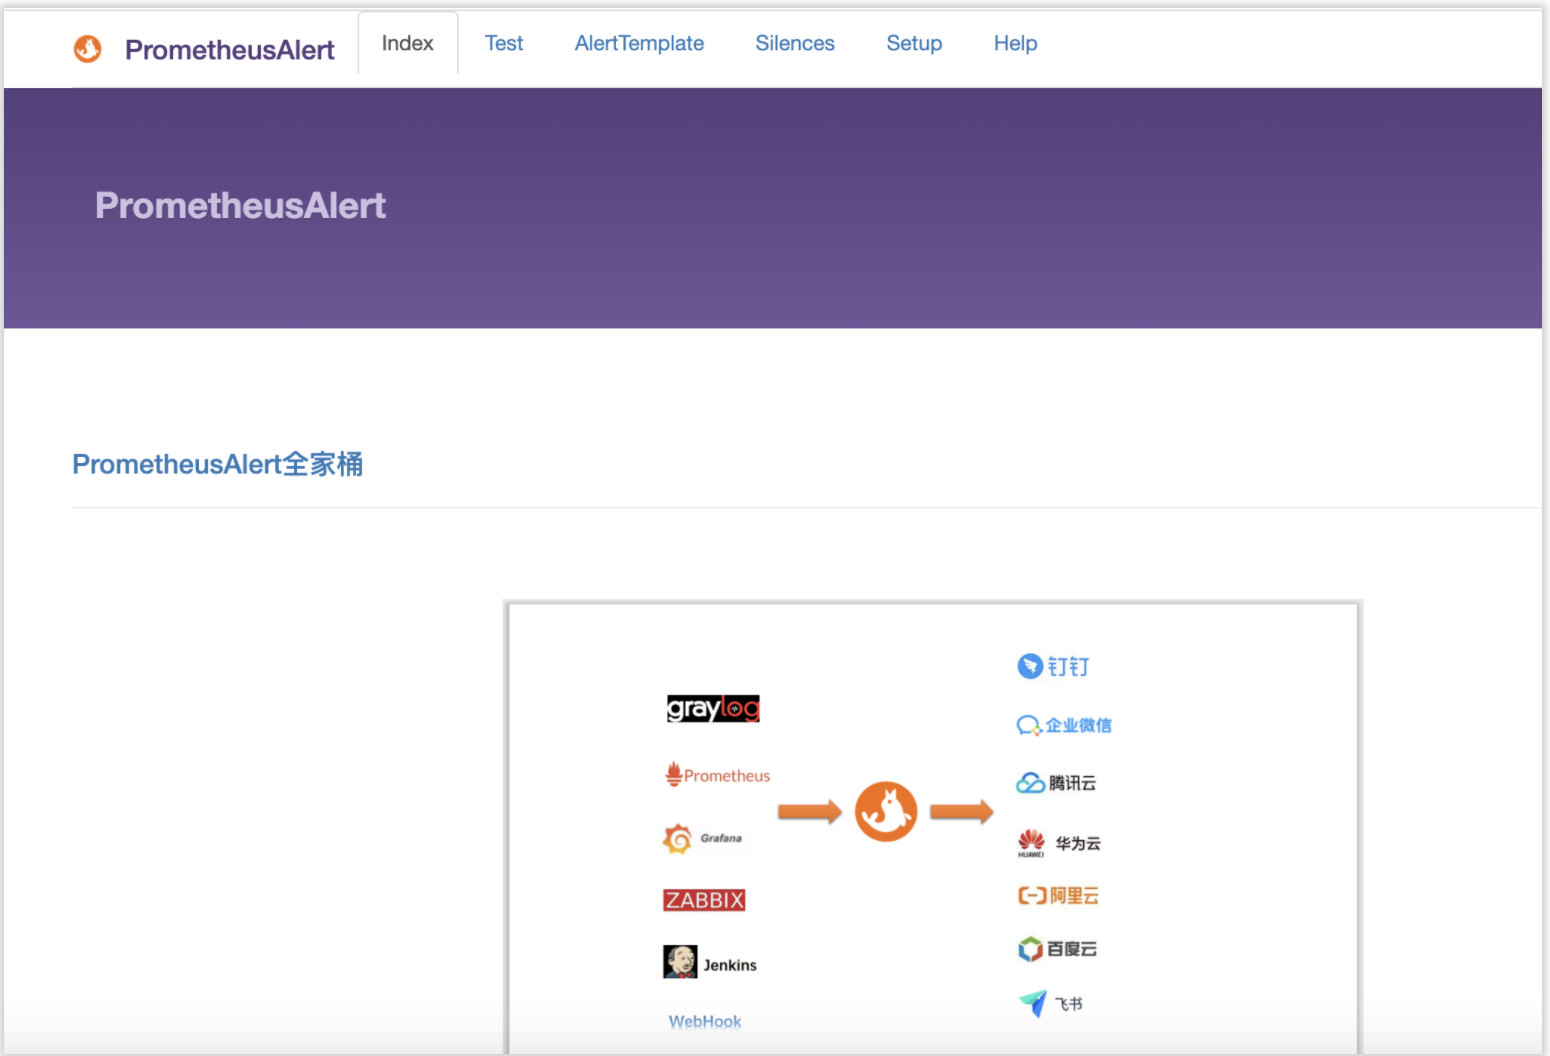 PrometheusAlert
Index
Test
AlertTemplate
Silences
Setup
Help
PrometheusAlert
PrometheusAlert全家桶
graylog
Prometheus
Grafana
ZABBIX
Jenkins
WebHook
钉钉
企业微信
腾讯云
HUAWEI 华为云
阿里云
百度云
飞书